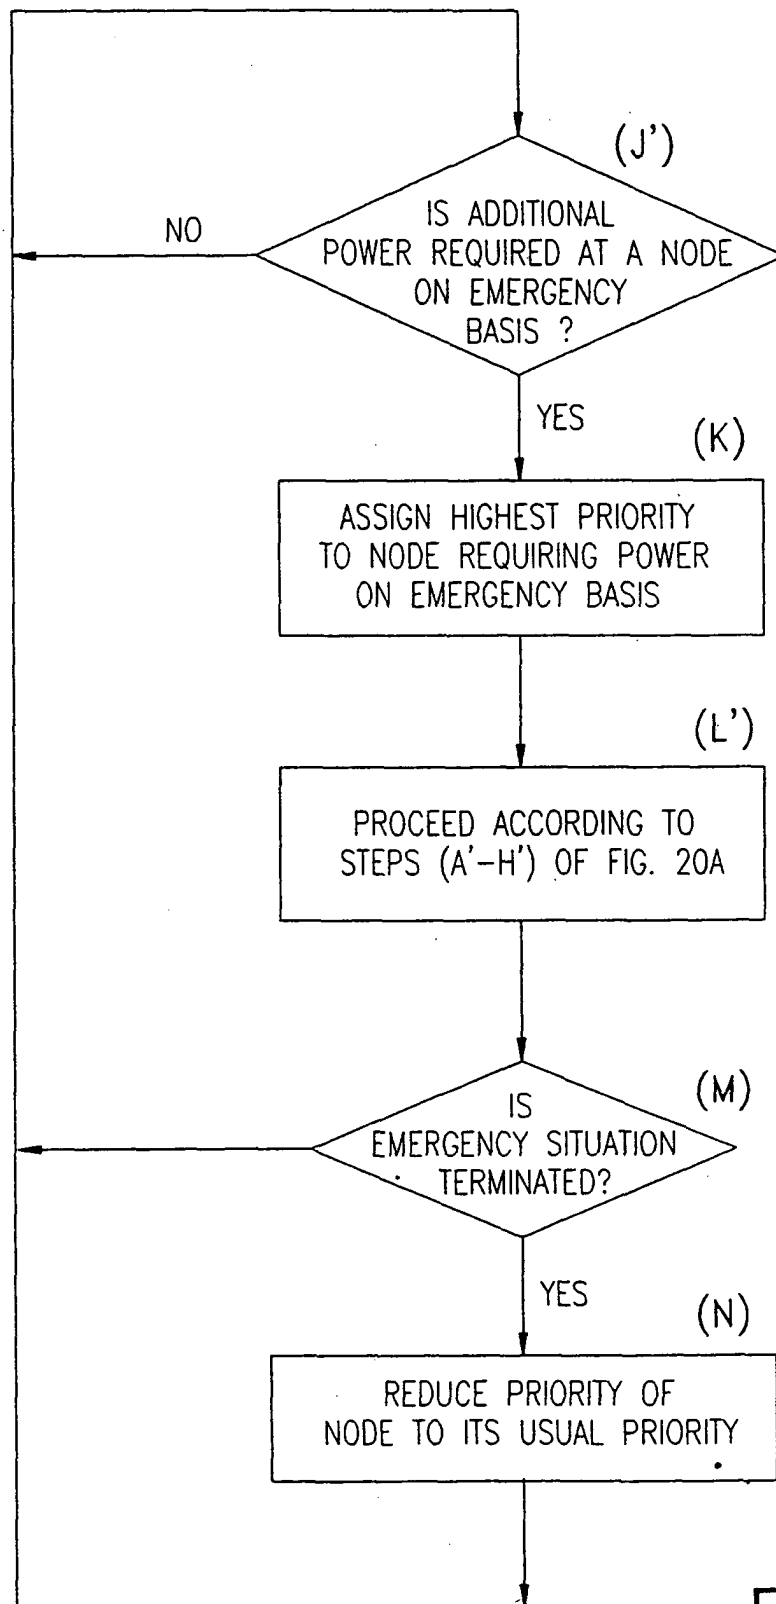 (J')
IS ADDITIONAL
POWER REQUIRED AT A NODE
ON EMERGENCY
BASIS ?
NO
YES
(K)
ASSIGN HIGHEST PRIORITY
TO NODE REQUIRING POWER
ON EMERGENCY BASIS
(L')
PROCEED ACCORDING TO
STEPS (A'-H') OF FIG. 20A
(M)
IS
EMERGENCY SITUATION
TERMINATED?
YES
(N)
REDUCE PRIORITY OF
NODE TO ITS USUAL PRIORITY